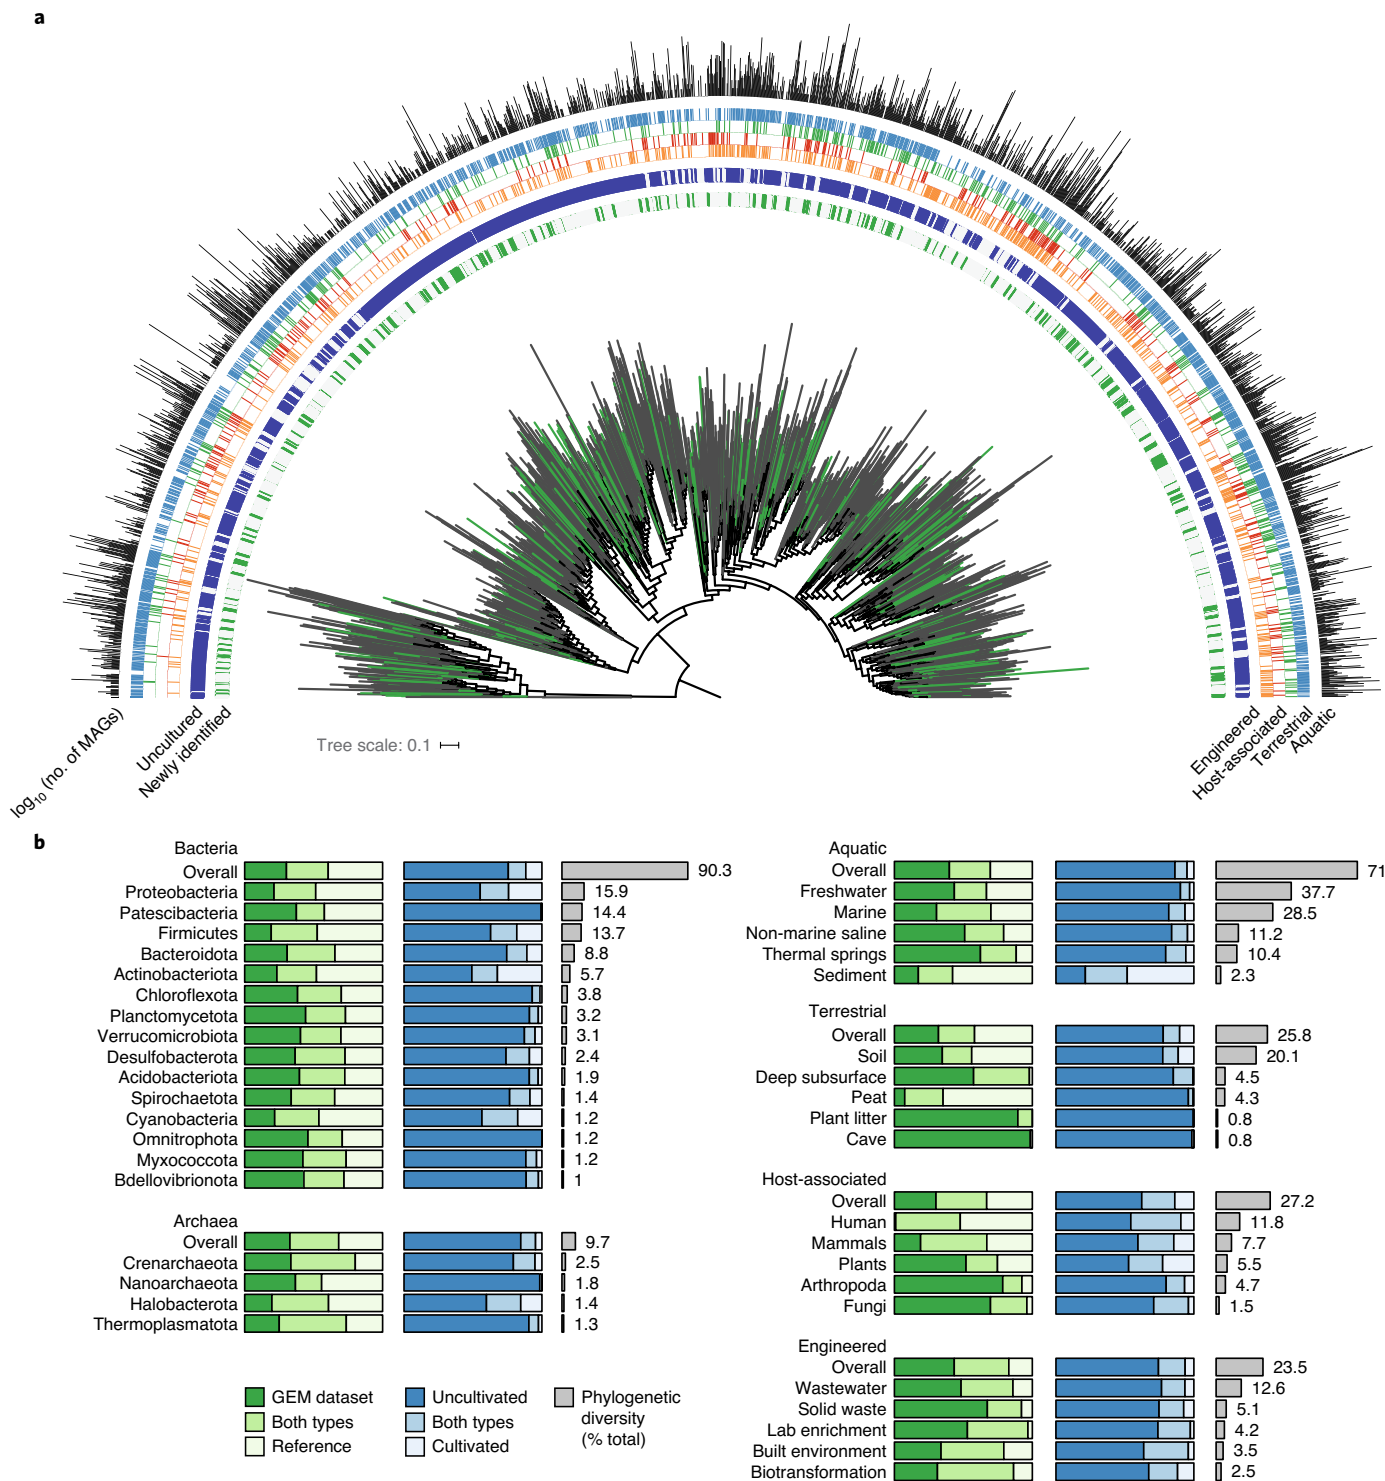 a
log10 (no. of MAGs)
Uncultured
Newly identified
Tree scale: 0.1
Engineered
Host-associated
Terrestrial
Aquatic
b
Bacteria
Overall 90.3
Proteobacteria 15.9
Patescibacteria 14.4
Firmicutes 13.7
Bacteroidota 8.8
Actinobacteriota 5.7
Chloroflexota 3.8
Planctomycetota 3.2
Verrucomicrobiota 3.1
Desulfobacterota 2.4
Acidobacteriota 1.9
Spirochaetota 1.4
Cyanobacteria 1.2
Omnitrophota 1.2
Myxococcota 1.2
Bdellovibrionota 1
Archaea
Overall 9.7
Crenarchaeota 2.5
Nanoarchaeota 1.8
Halobacterota 1.4
Thermoplasmatota 1.3
GEM dataset
Both types
Reference
Uncultivated
Both types
Cultivated
Phylogenetic
diversity
(% total)
Aquatic
Overall 71
Freshwater 37.7
Marine 28.5
Non-marine saline 11.2
Thermal springs 10.4
Sediment 2.3
Terrestrial
Overall 25.8
Soil 20.1
Deep subsurface 4.5
Peat 4.3
Plant litter 0.8
Cave 0.8
Host-associated
Overall 27.2
Human 11.8
Mammals 7.7
Plants 5.5
Arthropoda 4.7
Fungi 1.5
Engineered
Overall 23.5
Wastewater 12.6
Solid waste 5.1
Lab enrichment 4.2
Built environment 3.5
Biotransformation 2.5